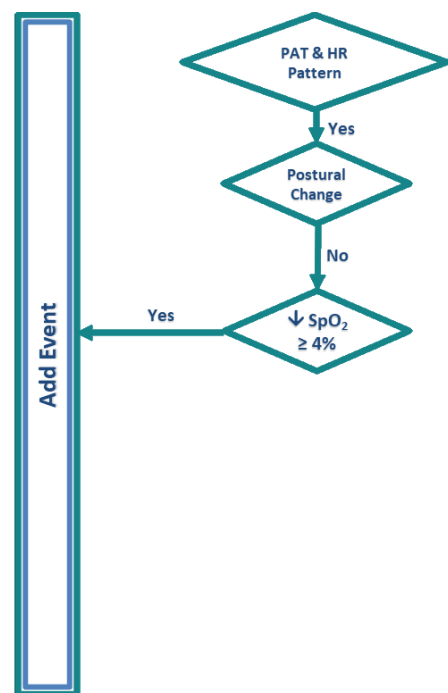 PAT & HR
Pattern
Yes
Postural
Change
No
Yes
↓ SpO₂
≥ 4%
Add Event